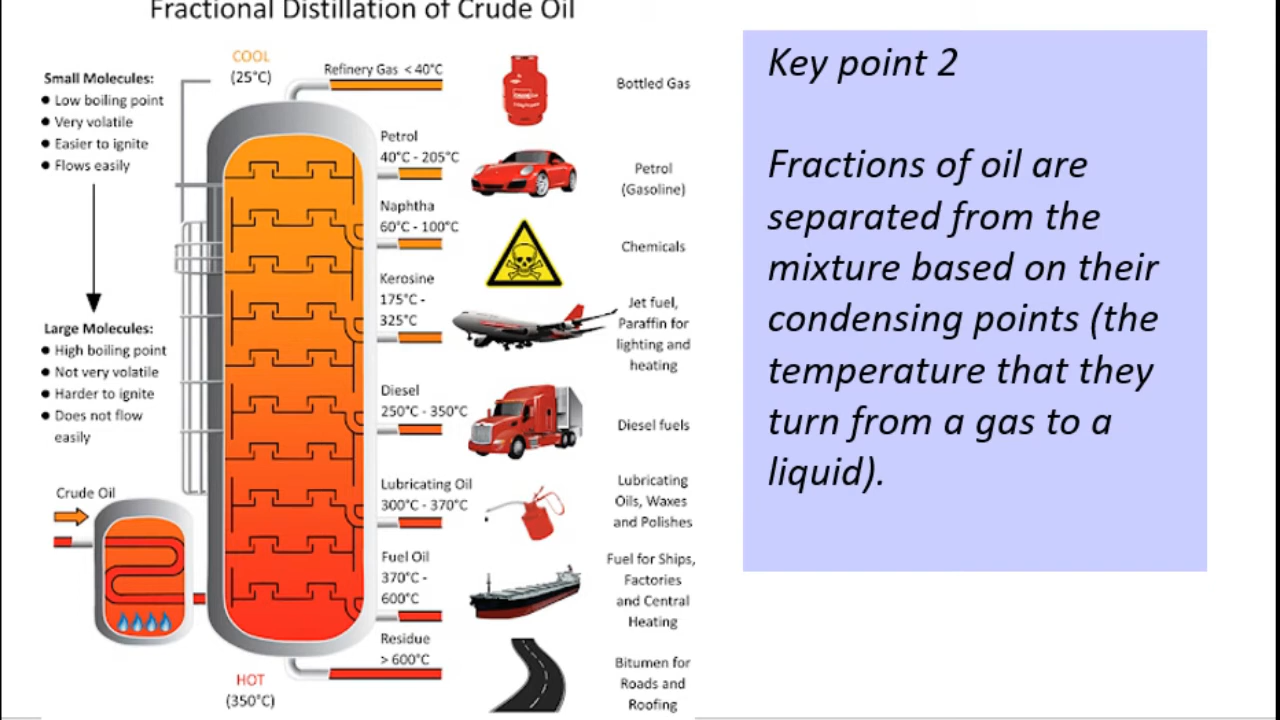 Fractional Distillation of Crude Oil
COOL
(25°C)
Small Molecules:
● Low boiling point
● Very volatile
● Easier to ignite
● Flows easily
Large Molecules:
● High boiling point
● Not very volatile
● Harder to ignite
● Does not flow
easily
Crude Oil
HOT
(350°C)
Refinery Gas < 40°C
Bottled Gas
Petrol
40°C - 205°C
Petrol
(Gasoline)
Naphtha
60°C - 100°C
Chemicals
Kerosine
175°C -
325°C
Jet fuel,
Paraffin for
lighting and
heating
Diesel
250°C - 350°C
Diesel fuels
Lubricating Oil
300°C - 370°C
Lubricating
Oils, Waxes
and Polishes
Fuel Oil
370°C -
600°C
Fuel for Ships,
Factories
and Central
Heating
Residue
> 600°C
Bitumen for
Roads and
Roofing
Key point 2
Fractions of oil are
separated from the
mixture based on their
condensing points (the
temperature that they
turn from a gas to a
liquid).